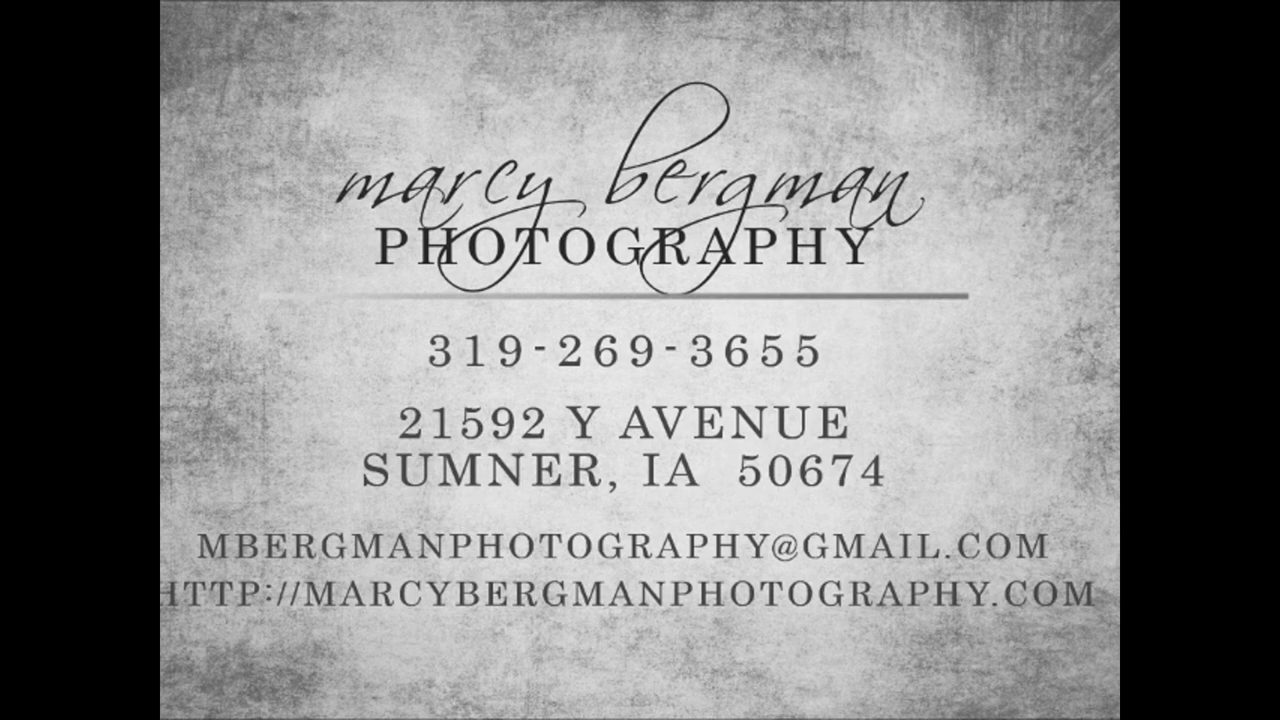 marcy bergman
PHOTOGRAPHY
319-269-3655
21592 Y AVENUE
SUMNER, IA 50674
MBERGMANPHOTOGRAPHY@GMAIL.COM
HTTP://MARCYBERGMANPHOTOGRAPHY.COM